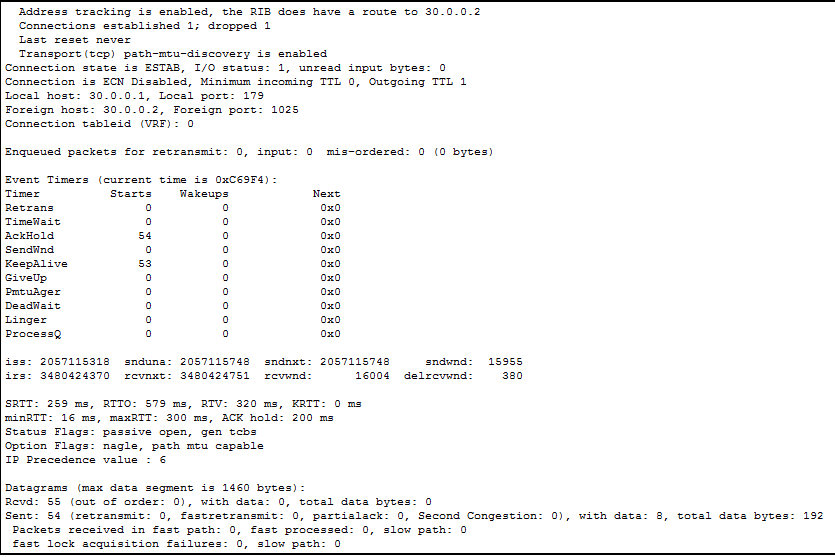 Address tracking is enabled, the RIB does have a route to 30.0.0.2
Connections established 1; dropped 1
Last reset never
Transport(tcp) path-mtu-discovery is enabled
Connection state is ESTAB, I/O status: 1, unread input bytes: 0
Connection is ECN Disabled, Minimum incoming TTL 0, Outgoing TTL 1
Local host: 30.0.0.1, Local port: 179
Foreign host: 30.0.0.2, Foreign port: 1025
Connection tableid (VRF): 0

Enqueued packets for retransmit: 0, input: 0  mis-ordered: 0 (0 bytes)

Event Timers (current time is 0xC69F4):
Timer          Starts    Wakeups            Next
Retrans             0          0             0x0
TimeWait            0          0             0x0
AckHold            54          0             0x0
SendWnd             0          0             0x0
KeepAlive          53          0             0x0
GiveUp              0          0             0x0
PmtuAger            0          0             0x0
DeadWait            0          0             0x0
Linger              0          0             0x0
ProcessQ            0          0             0x0

iss: 2057115318  snduna: 2057115748  sndnxt: 2057115748     sndwnd:  15955
irs: 3480424370  rcvnxt: 3480424751  rcvwnd:      16004  delrcvwnd:    380

SRTT: 259 ms, RTTO: 579 ms, RTV: 320 ms, KRTT: 0 ms
minRTT: 16 ms, maxRTT: 300 ms, ACK hold: 200 ms
Status Flags: passive open, gen tcbs
Option Flags: nagle, path mtu capable
IP Precedence value : 6

Datagrams (max data segment is 1460 bytes):
Rcvd: 55 (out of order: 0), with data: 0, total data bytes: 0
Sent: 54 (retransmit: 0, fastretransmit: 0, partialack: 0, Second Congestion: 0), with data: 8, total data bytes: 192
Packets received in fast path: 0, fast processed: 0, slow path: 0
fast lock acquisition failures: 0, slow path: 0